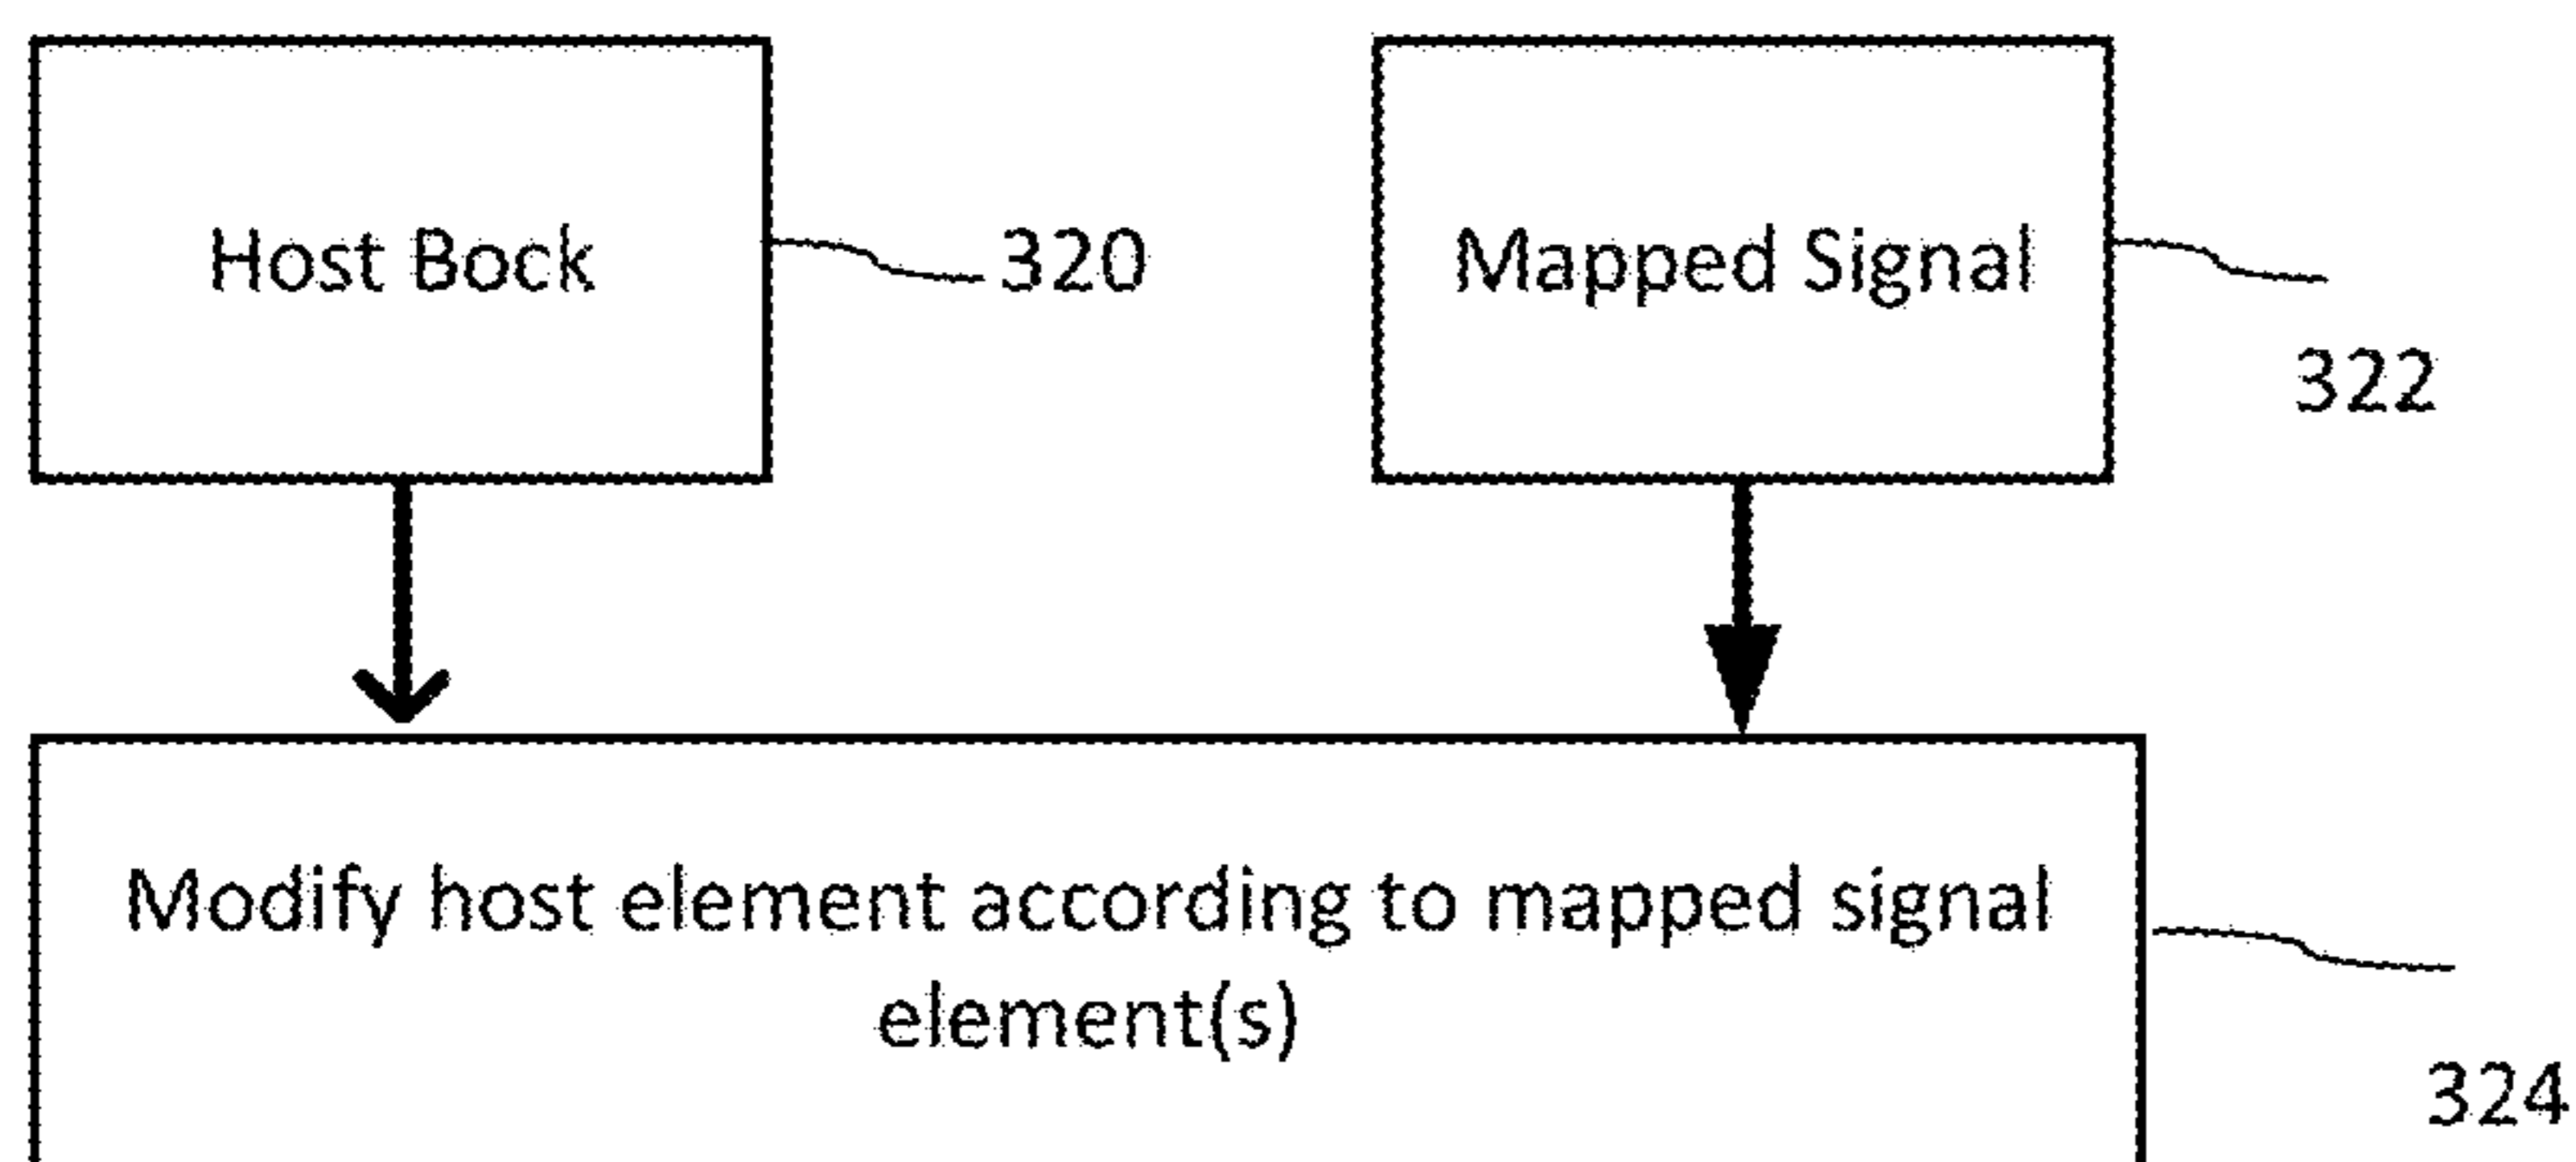 Host Bock
320
Mapped Signal
322
Modify host element according to mapped signal
element(s)
324